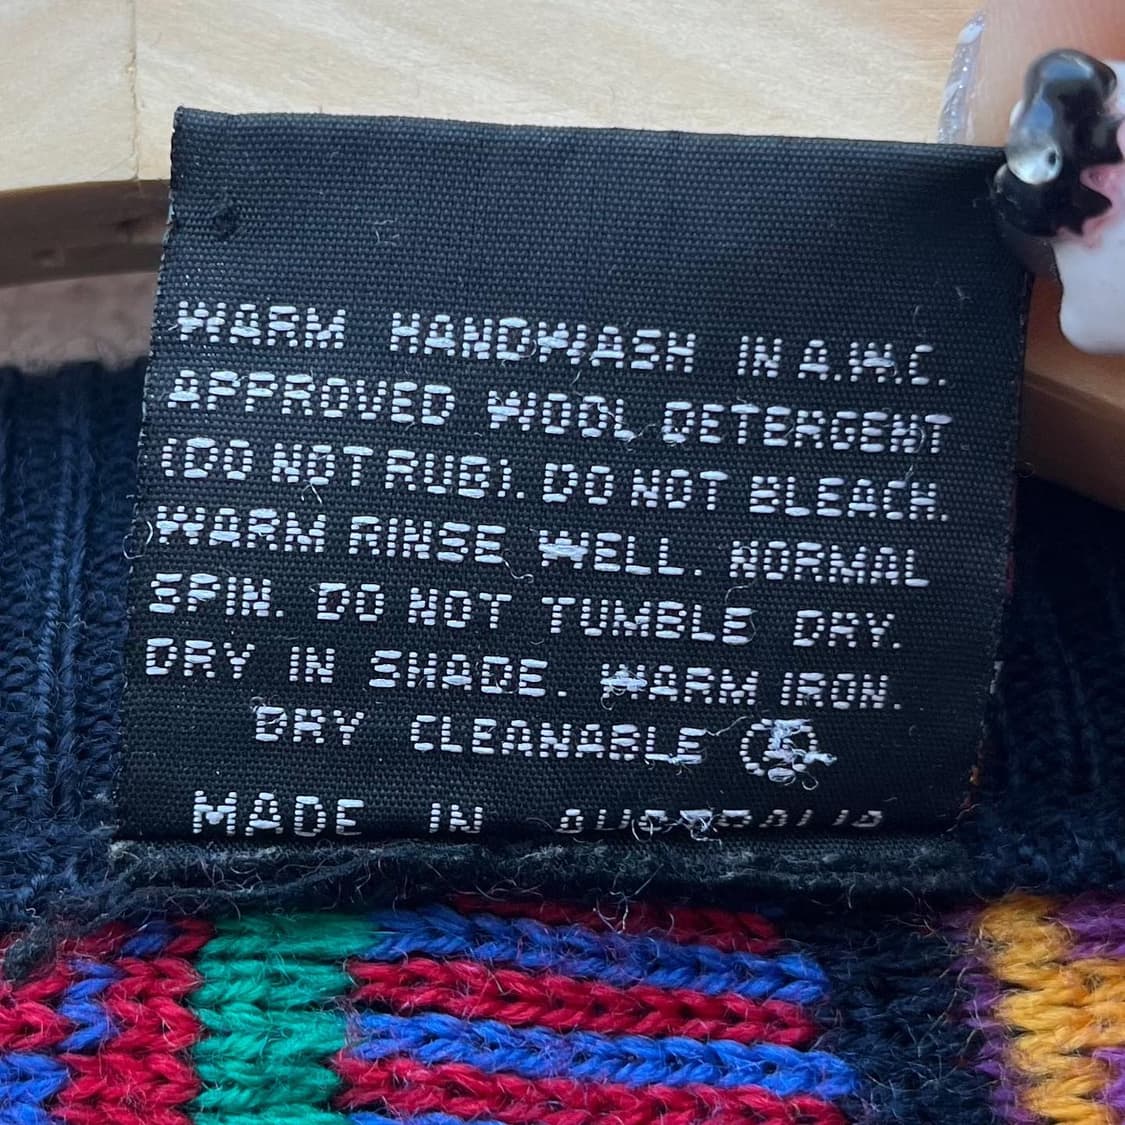 WARM HANDWASH IN A.W.C.
APPROVED WOOL DETERGENT
(DO NOT RUB). DO NOT BLEACH.
WARM RINSE WELL. NORMAL
SPIN. DO NOT TUMBLE DRY.
DRY IN SHADE. WARM IRON.
DRY CLEANABLE
MADE IN AUSTRALIA